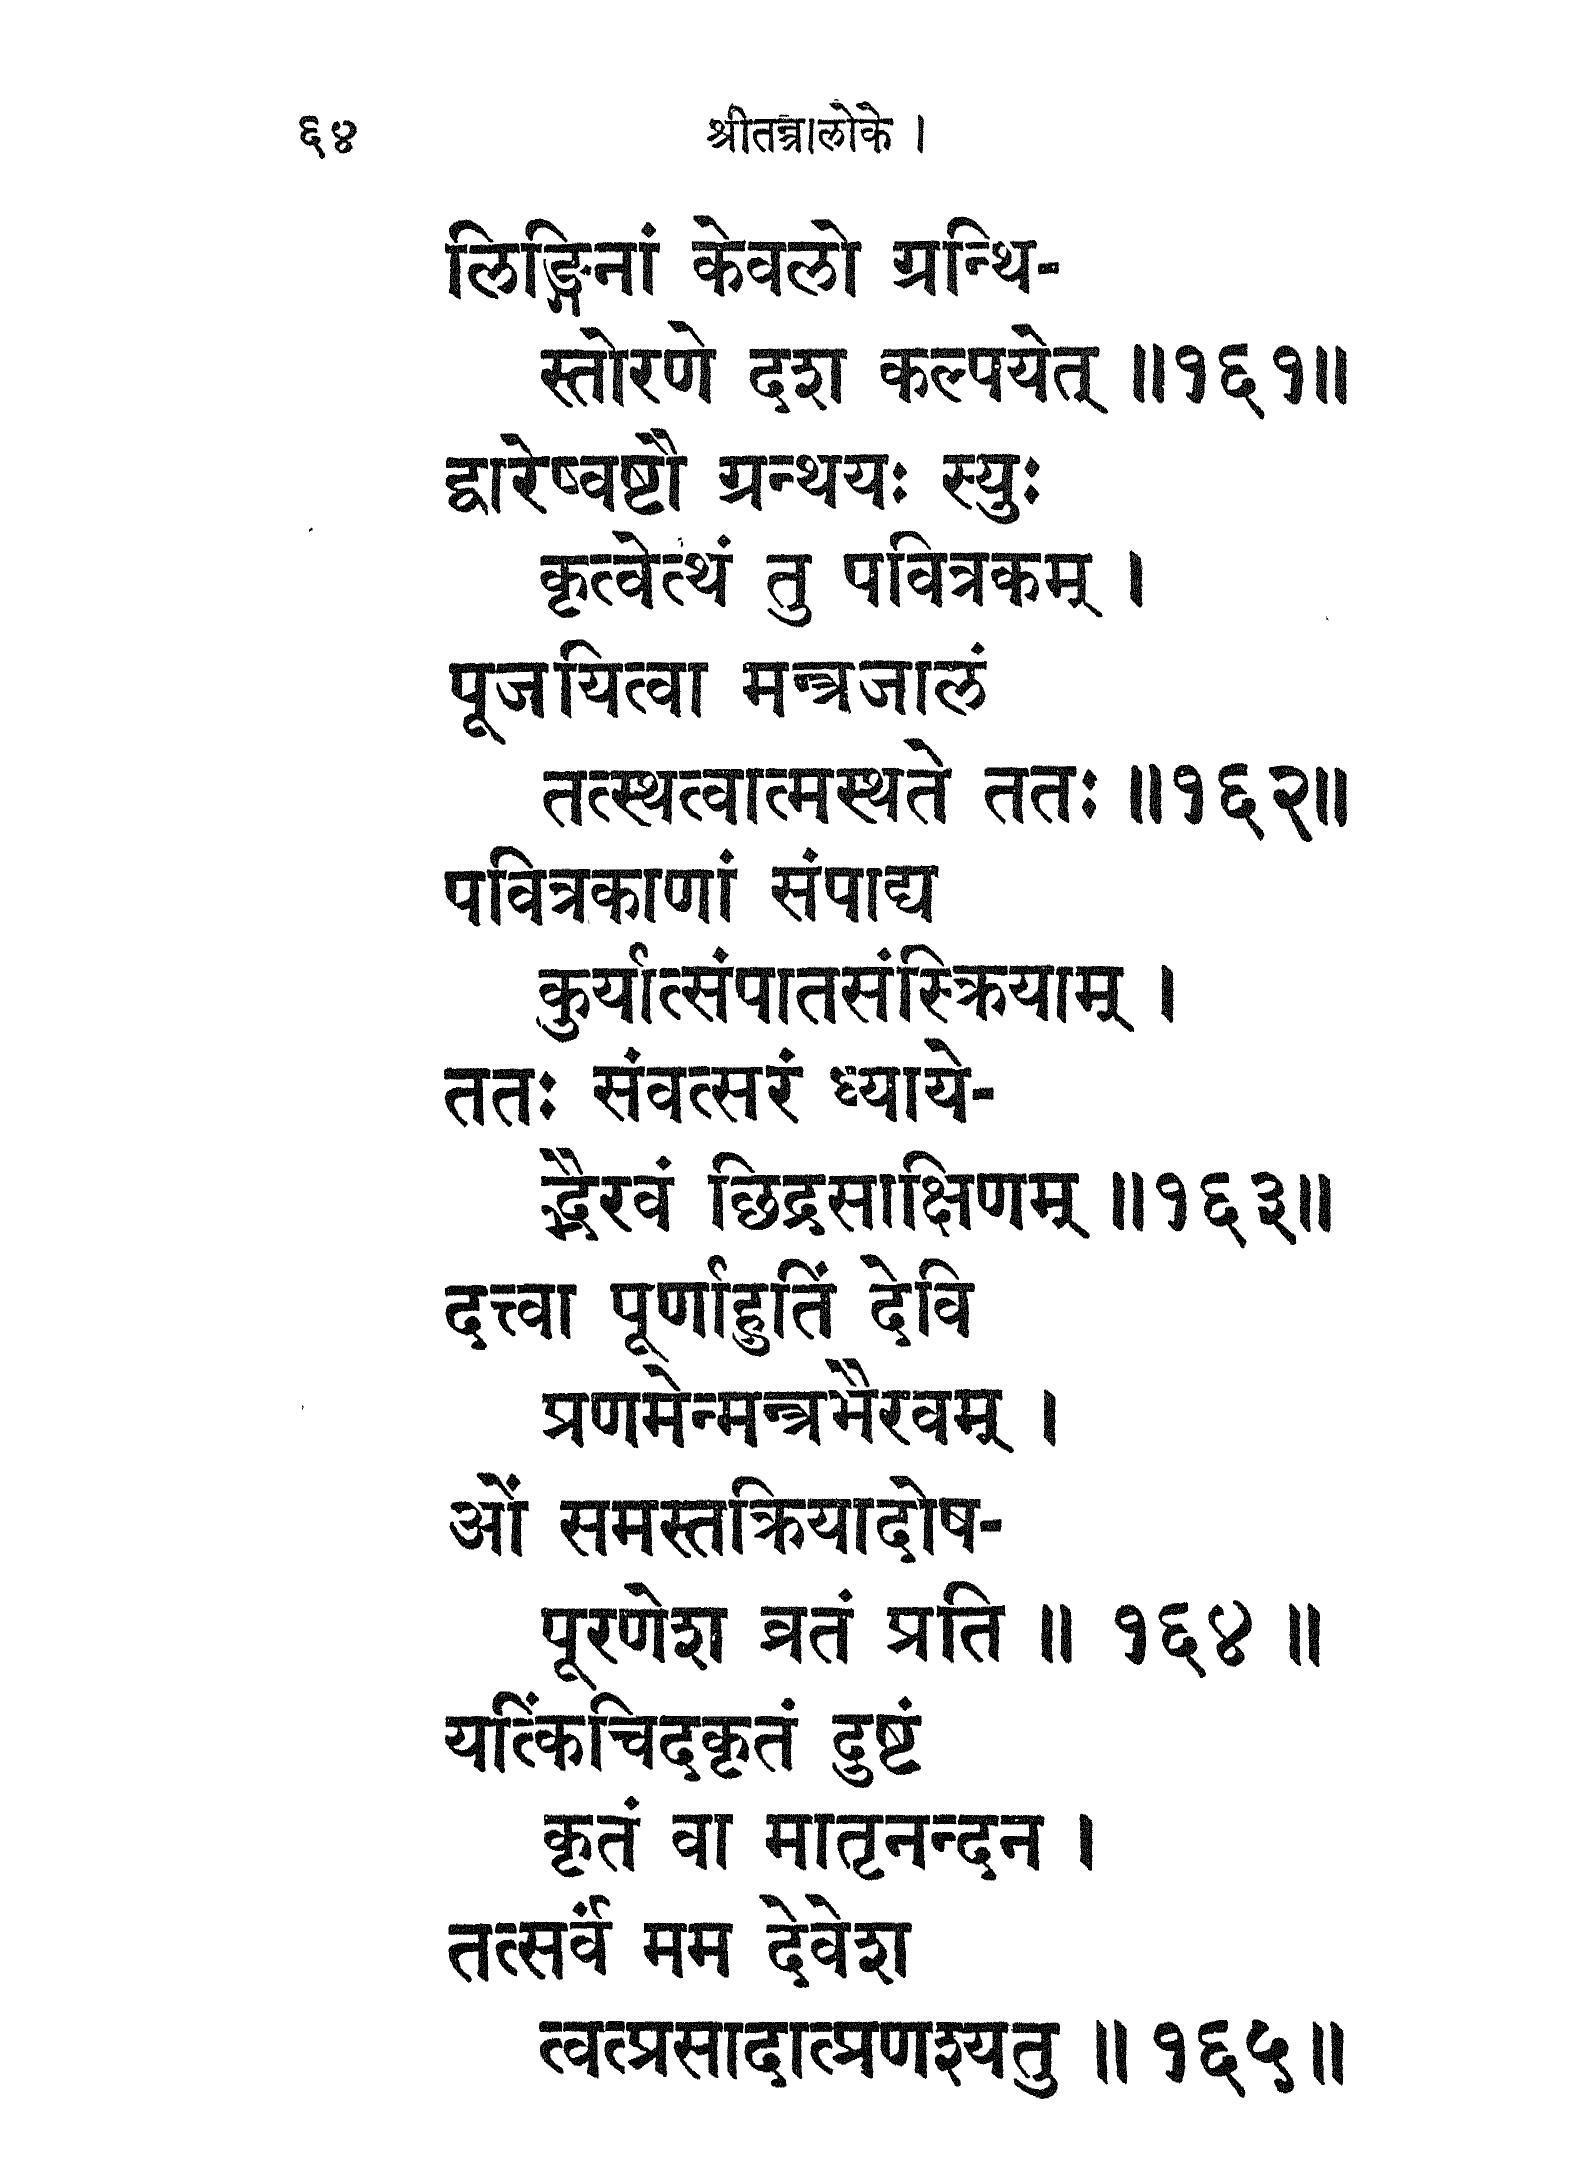 ६४ श्रीतन्त्रालोके ।
लिङ्गिनां केवलो ग्रन्थि-
स्तोरणे दश कल्पयेत् ॥१६१॥
द्वारेष्वष्टौ ग्रन्थयः स्युः
कृत्वेत्थं तु पवित्रकम् ।
पूजयित्वा मन्त्रजालं
तत्स्थत्वात्मस्थते ततः ॥१६२॥
पवित्रकाणां संपाद्य
कुर्यात्संपातसंस्क्रियाम् ।
ततः संवत्सरं ध्याये-
द्भैरवं छिद्रसाक्षिणम् ॥१६३॥
दत्त्वा पूर्णाहुतिं देवि
प्रणमेन्मन्त्रभैरवम् ।
ओं समस्तक्रियादोष-
पूरणेश व्रतं प्रति ॥ १६४ ॥
यत्किंचिदकृतं दुष्टं
कृतं वा मातृनन्दन ।
तत्सर्वं मम देवेश
त्वत्प्रसादात्प्रणश्यतु ॥ १६५॥